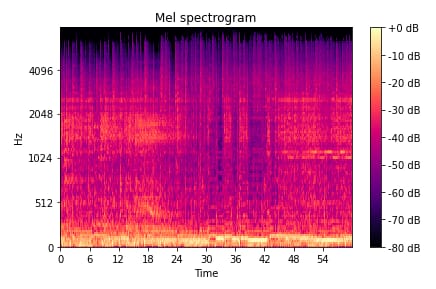 Mel spectrogram
+0 dB
-10 dB
-20 dB
-30 dB
-40 dB
-50 dB
-60 dB
-70 dB
-80 dB
4096
2048
1024
512
0
Hz
0 6 12 18 24 30 36 42 48 54
Time